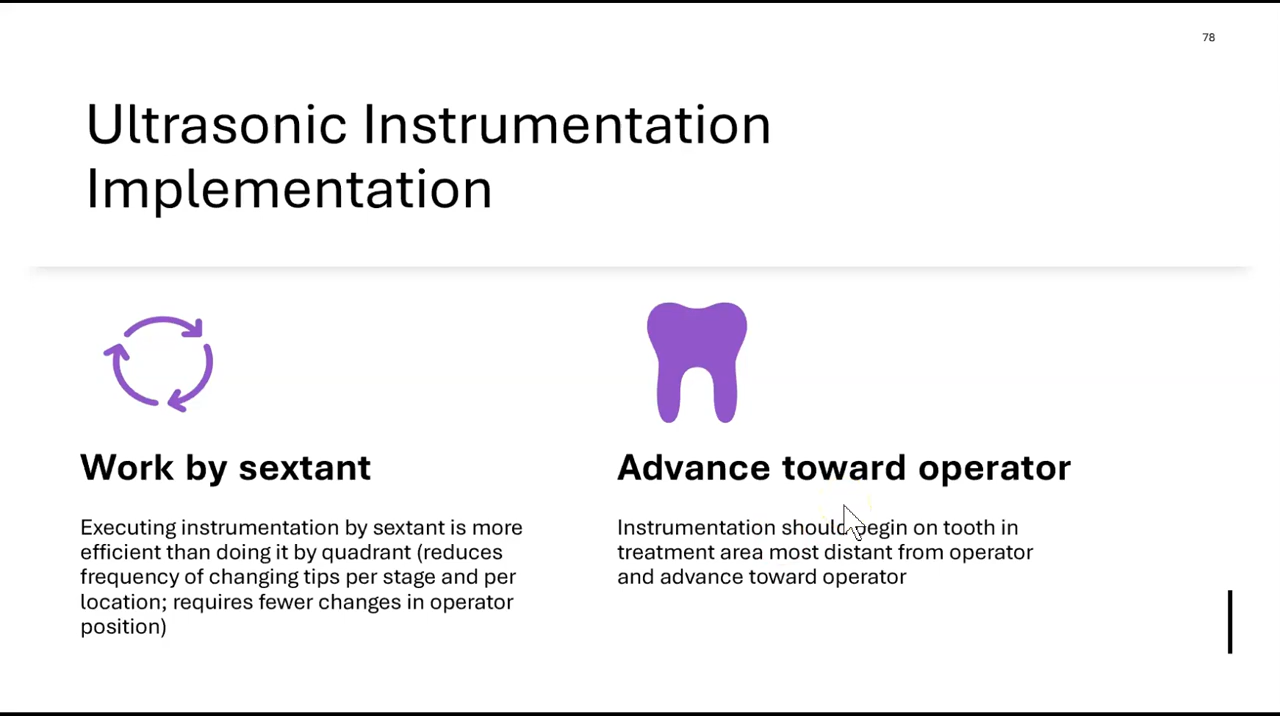 78
Ultrasonic Instrumentation
Implementation
Work by sextant
Executing instrumentation by sextant is more
efficient than doing it by quadrant (reduces
frequency of changing tips per stage and per
location; requires fewer changes in operator
position)
Advance toward operator
Instrumentation should begin on tooth in
treatment area most distant from operator
and advance toward operator